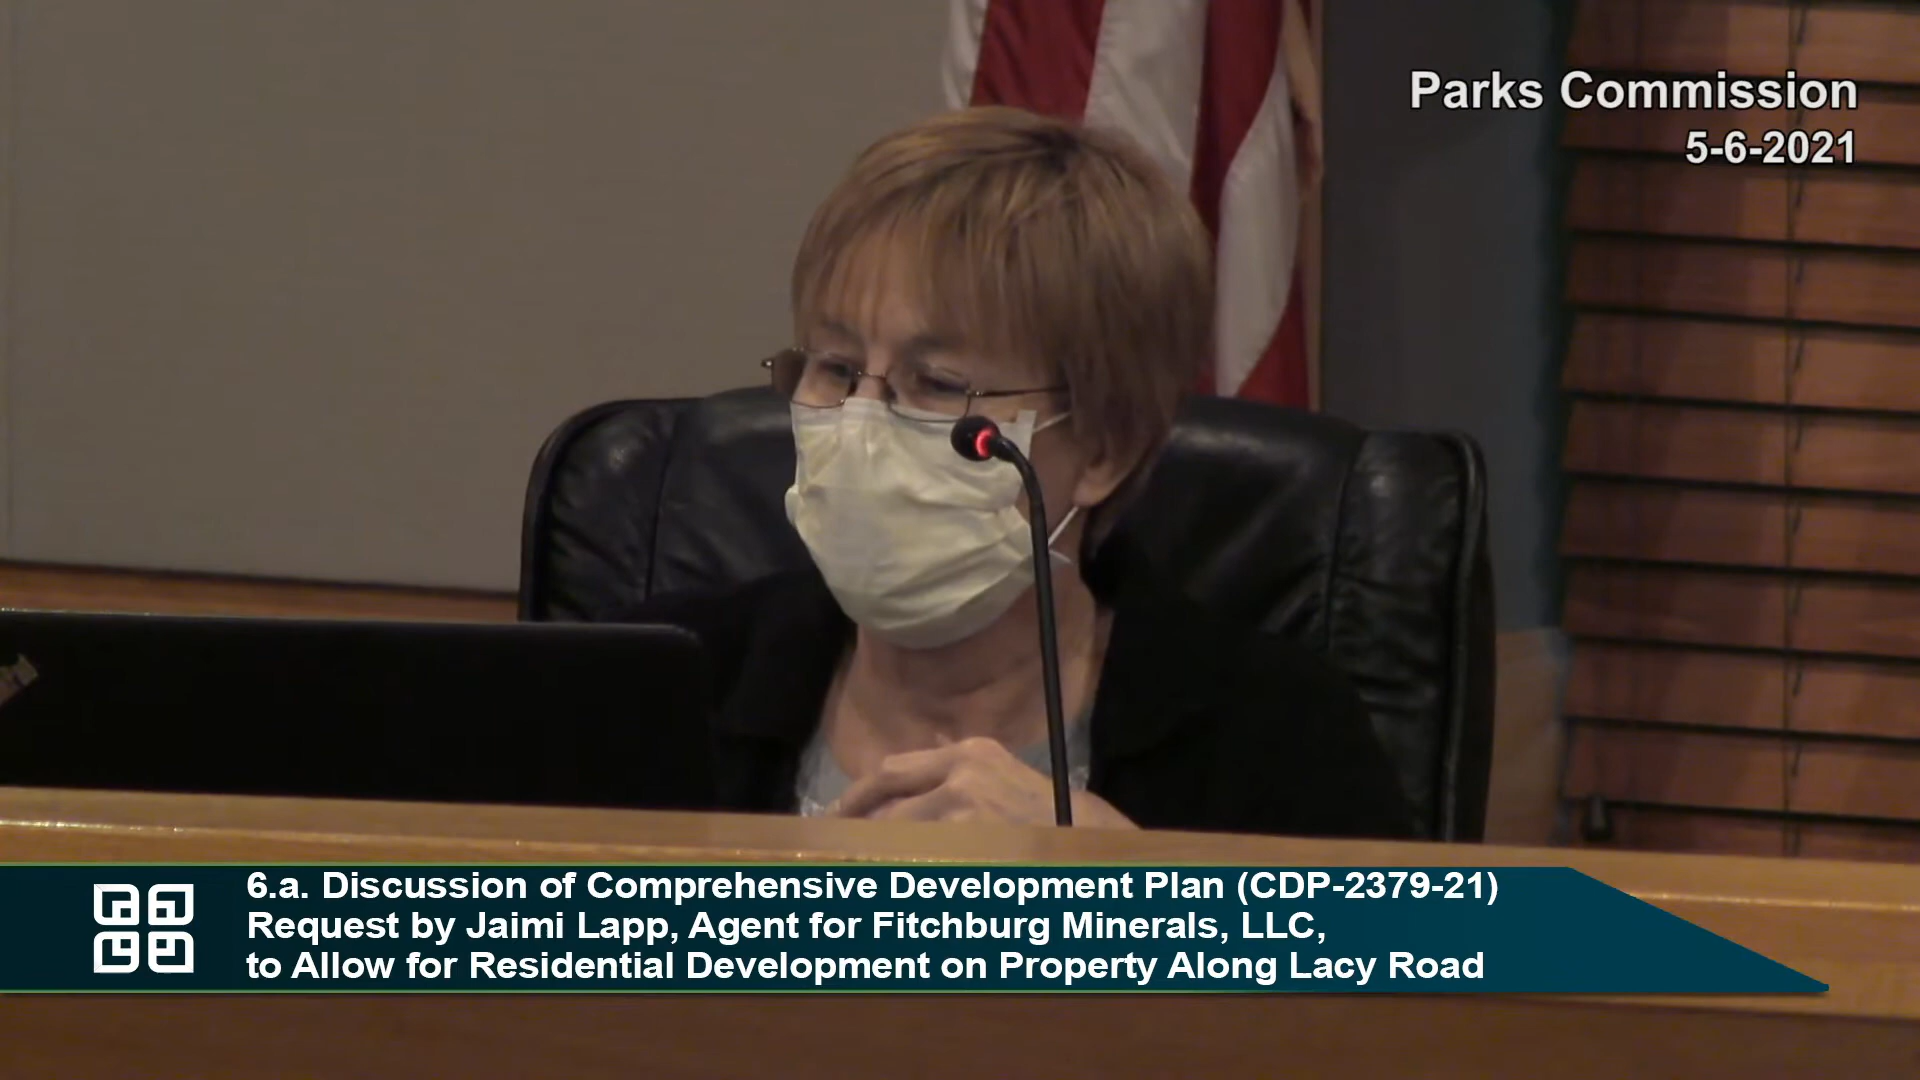 Parks Commission
5-6-2021
6.a. Discussion of Comprehensive Development Plan (CDP-2379-21)
Request by Jaimi Lapp, Agent for Fitchburg Minerals, LLC,
to Allow for Residential Development on Property Along Lacy Road